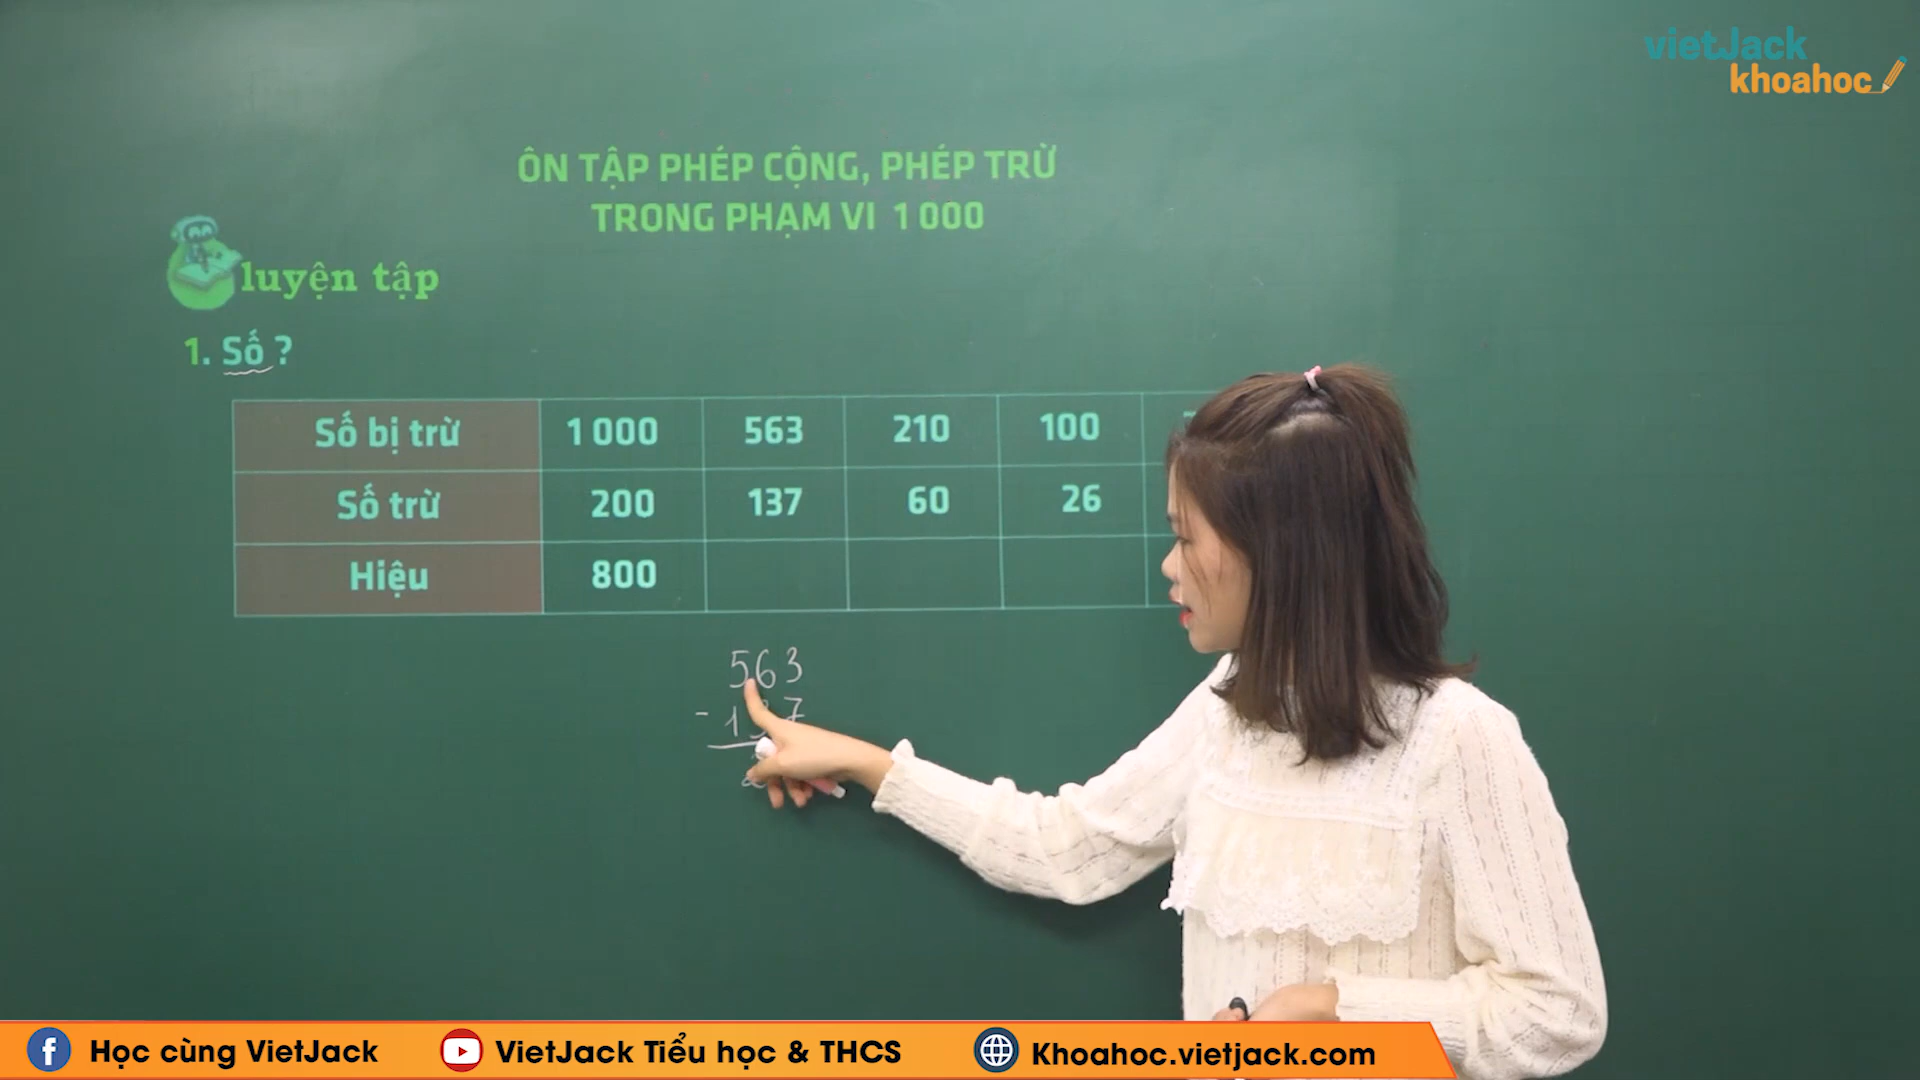 vietJack
khoahoc
ÔN TẬP PHÉP CỘNG, PHÉP TRỪ
TRONG PHẠM VI 1 000
luyện tập
1. Số ?
Số bị trừ 1 000 563 210 100
Số trừ 200 137 60 26
Hiệu 800
563
- 1 7
Học cùng VietJack VietJack Tiểu học & THCS Khoahoc.vietjack.com